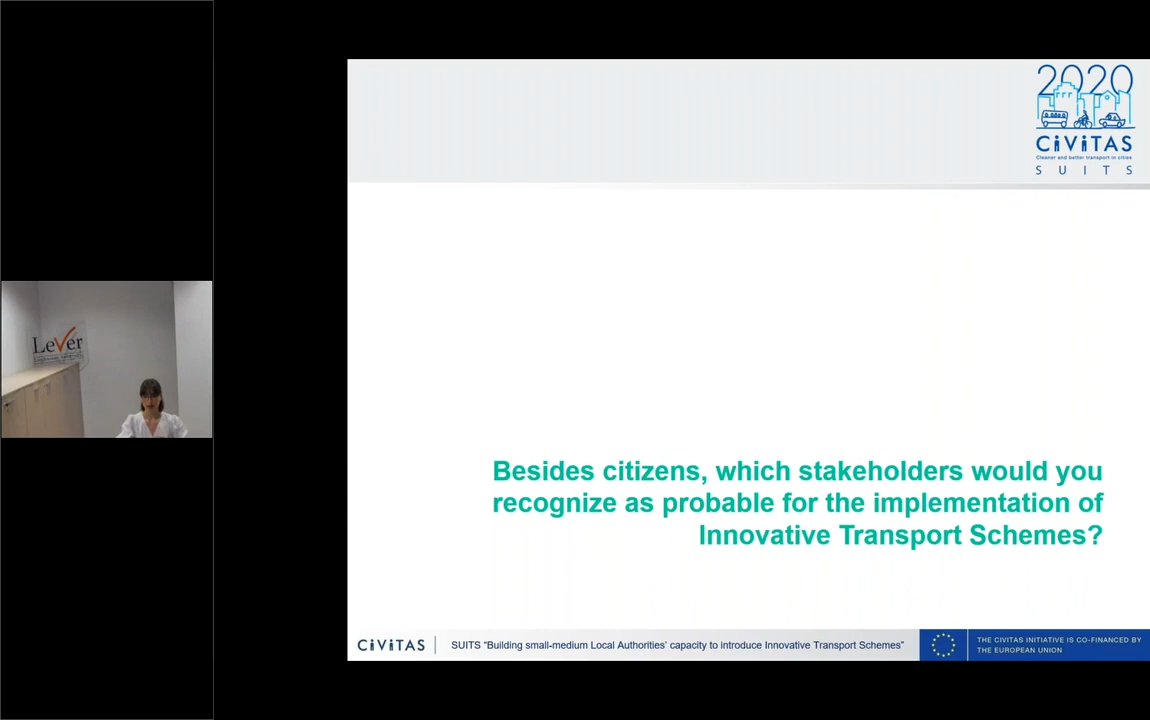 LeVer
2020
CiViTAS
Cleaner and better transport in cities
S U I T S
Besides citizens, which stakeholders would you
recognize as probable for the implementation of
Innovative Transport Schemes?
CiViTAS
SUITS “Building small-medium Local Authorities’ capacity to introduce Innovative Transport Schemes”
THE CIVITAS INITIATIVE IS CO-FINANCED BY
THE EUROPEAN UNION